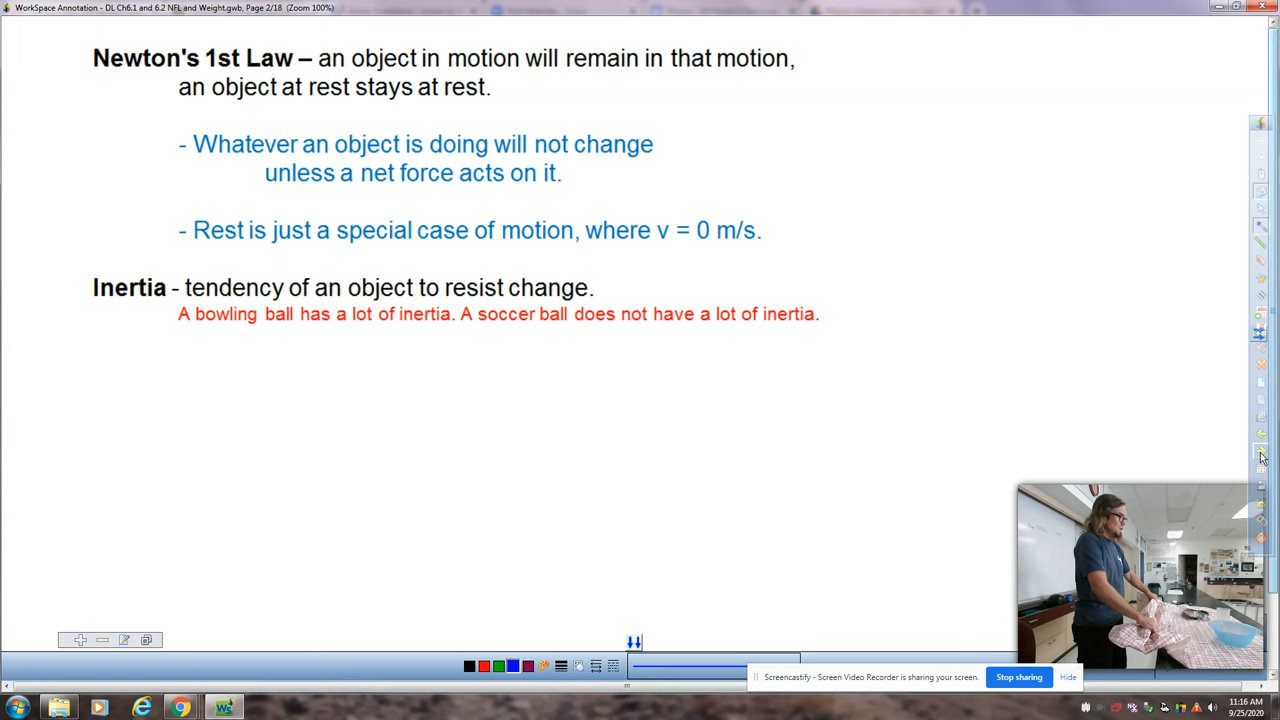 WorkSpace Annotation - DL Ch6.1 and 6.2 NFL and Weight.gwb, Page 2/18 (Zoom 100%)
Newton's 1st Law – an object in motion will remain in that motion,
an object at rest stays at rest.
- Whatever an object is doing will not change
unless a net force acts on it.
- Rest is just a special case of motion, where v = 0 m/s.
Inertia - tendency of an object to resist change.
A bowling ball has a lot of inertia. A soccer ball does not have a lot of inertia.
Screencastify - Screen Video Recorder is sharing your screen.
Stop sharing
Hide
11:16 AM
9/25/2020